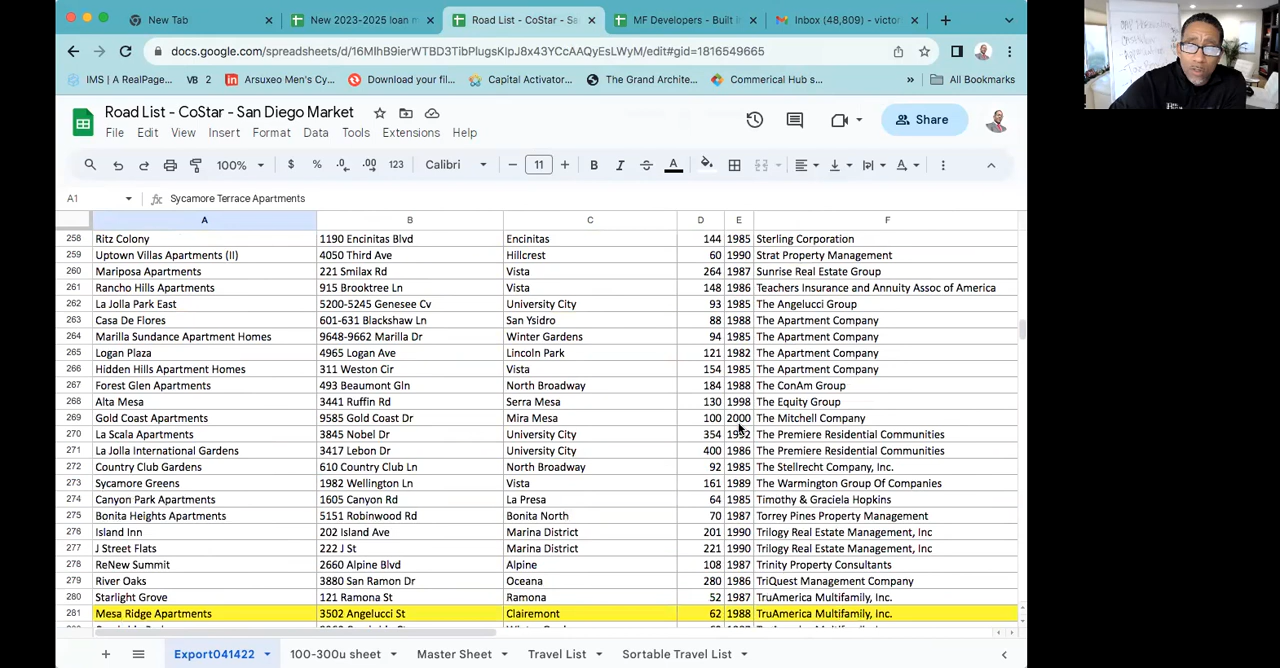 New Tab
New 2023-2025 loan m
Road List - CoStar - Sa
MF Developers - Built i
Inbox (48,809) - victor
docs.google.com/spreadsheets/d/16MlhB9ierWTBD3TibPlugsKlpJ8x43YCcAAQyEsLWyM/edit#gid=1816549665
IMS | A RealPage...
VB 2
Arsuxeo Men's Cy...
Download your fil...
Capital Activator...
The Grand Archite...
Commerical Hub s...
All Bookmarks
Road List - CoStar - San Diego Market
File Edit View Insert Format Data Tools Extensions Help
Share
100% $ % .0 .00 123 Calibri 11 B I A
A1 Sycamore Terrace Apartments
A B C D E F
258 Ritz Colony 1190 Encinitas Blvd Encinitas 144 1985 Sterling Corporation
259 Uptown Villas Apartments (II) 4050 Third Ave Hillcrest 60 1990 Strat Property Management
260 Mariposa Apartments 221 Smilax Rd Vista 264 1987 Sunrise Real Estate Group
261 Rancho Hills Apartments 915 Brooktree Ln Vista 148 1986 Teachers Insurance and Annuity Assoc of America
262 La Jolla Park East 5200-5245 Genesee Cv University City 93 1985 The Angelucci Group
263 Casa De Flores 601-631 Blackshaw Ln San Ysidro 88 1988 The Apartment Company
264 Marilla Sundance Apartment Homes 9648-9662 Marilla Dr Winter Gardens 94 1985 The Apartment Company
265 Logan Plaza 4965 Logan Ave Lincoln Park 121 1982 The Apartment Company
266 Hidden Hills Apartment Homes 311 Weston Cir Vista 154 1985 The Apartment Company
267 Forest Glen Apartments 493 Beaumont Gln North Broadway 184 1988 The ConAm Group
268 Alta Mesa 3441 Ruffin Rd Serra Mesa 130 1998 The Equity Group
269 Gold Coast Apartments 9585 Gold Coast Dr Mira Mesa 100 2000 The Mitchell Company
270 La Scala Apartments 3845 Nobel Dr University City 354 The Premiere Residential Communities
271 La Jolla International Gardens 3417 Lebon Dr University City 400 1986 The Premiere Residential Communities
272 Country Club Gardens 610 Country Club Ln North Broadway 92 1985 The Stellrecht Company, Inc.
273 Sycamore Greens 1982 Wellington Ln Vista 161 1989 The Warmington Group Of Companies
274 Canyon Park Apartments 1605 Canyon Rd La Presa 64 1985 Timothy & Graciela Hopkins
275 Bonita Heights Apartments 5151 Robinwood Rd Bonita North 70 1987 Torrey Pines Property Management
276 Island Inn 202 Island Ave Marina District 201 1990 Trilogy Real Estate Management, Inc
277 J Street Flats 222 J St Marina District 221 1990 Trilogy Real Estate Management, Inc
278 ReNew Summit 2660 Alpine Blvd Alpine 108 1987 Trinity Property Consultants
279 River Oaks 3880 San Ramon Dr Oceana 280 1986 TriQuest Management Company
280 Starlight Grove 121 Ramona St Ramona 52 1987 TruAmerica Multifamily, Inc.
281 Mesa Ridge Apartments 3502 Angelucci St Clairemont 62 1988 TruAmerica Multifamily, Inc.
Export041422 100-300u sheet Master Sheet Travel List Sortable Travel List